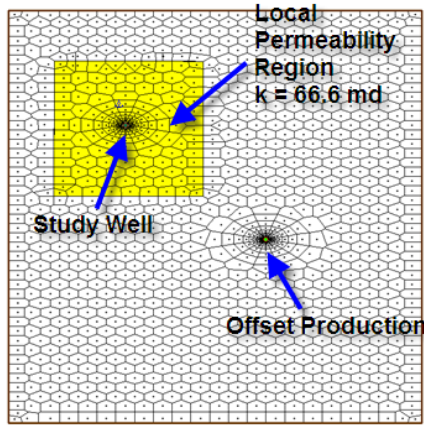 Local
Permeability
Region
k = 66.6 md
Study Well
Offset Production